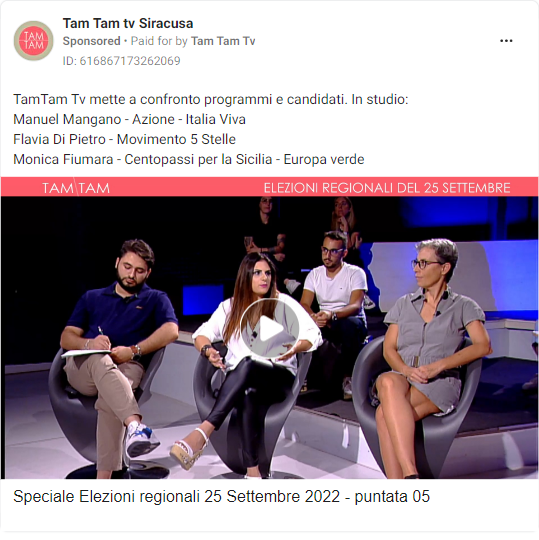 Tam Tam tv Siracusa
Sponsored • Paid for by Tam Tam Tv
ID: 616867173262069
TAM
TAM
TamTam Tv mette a confronto programmi e candidati. In studio:
Manuel Mangano - Azione - Italia Viva
Flavia Di Pietro - Movimento 5 Stelle
Monica Fiumara - Centopassi per la Sicilia - Europa verde
TAM TAM
ELEZIONI REGIONALI DEL 25 SETTEMBRE
Speciale Elezioni regionali 25 Settembre 2022 - puntata 05